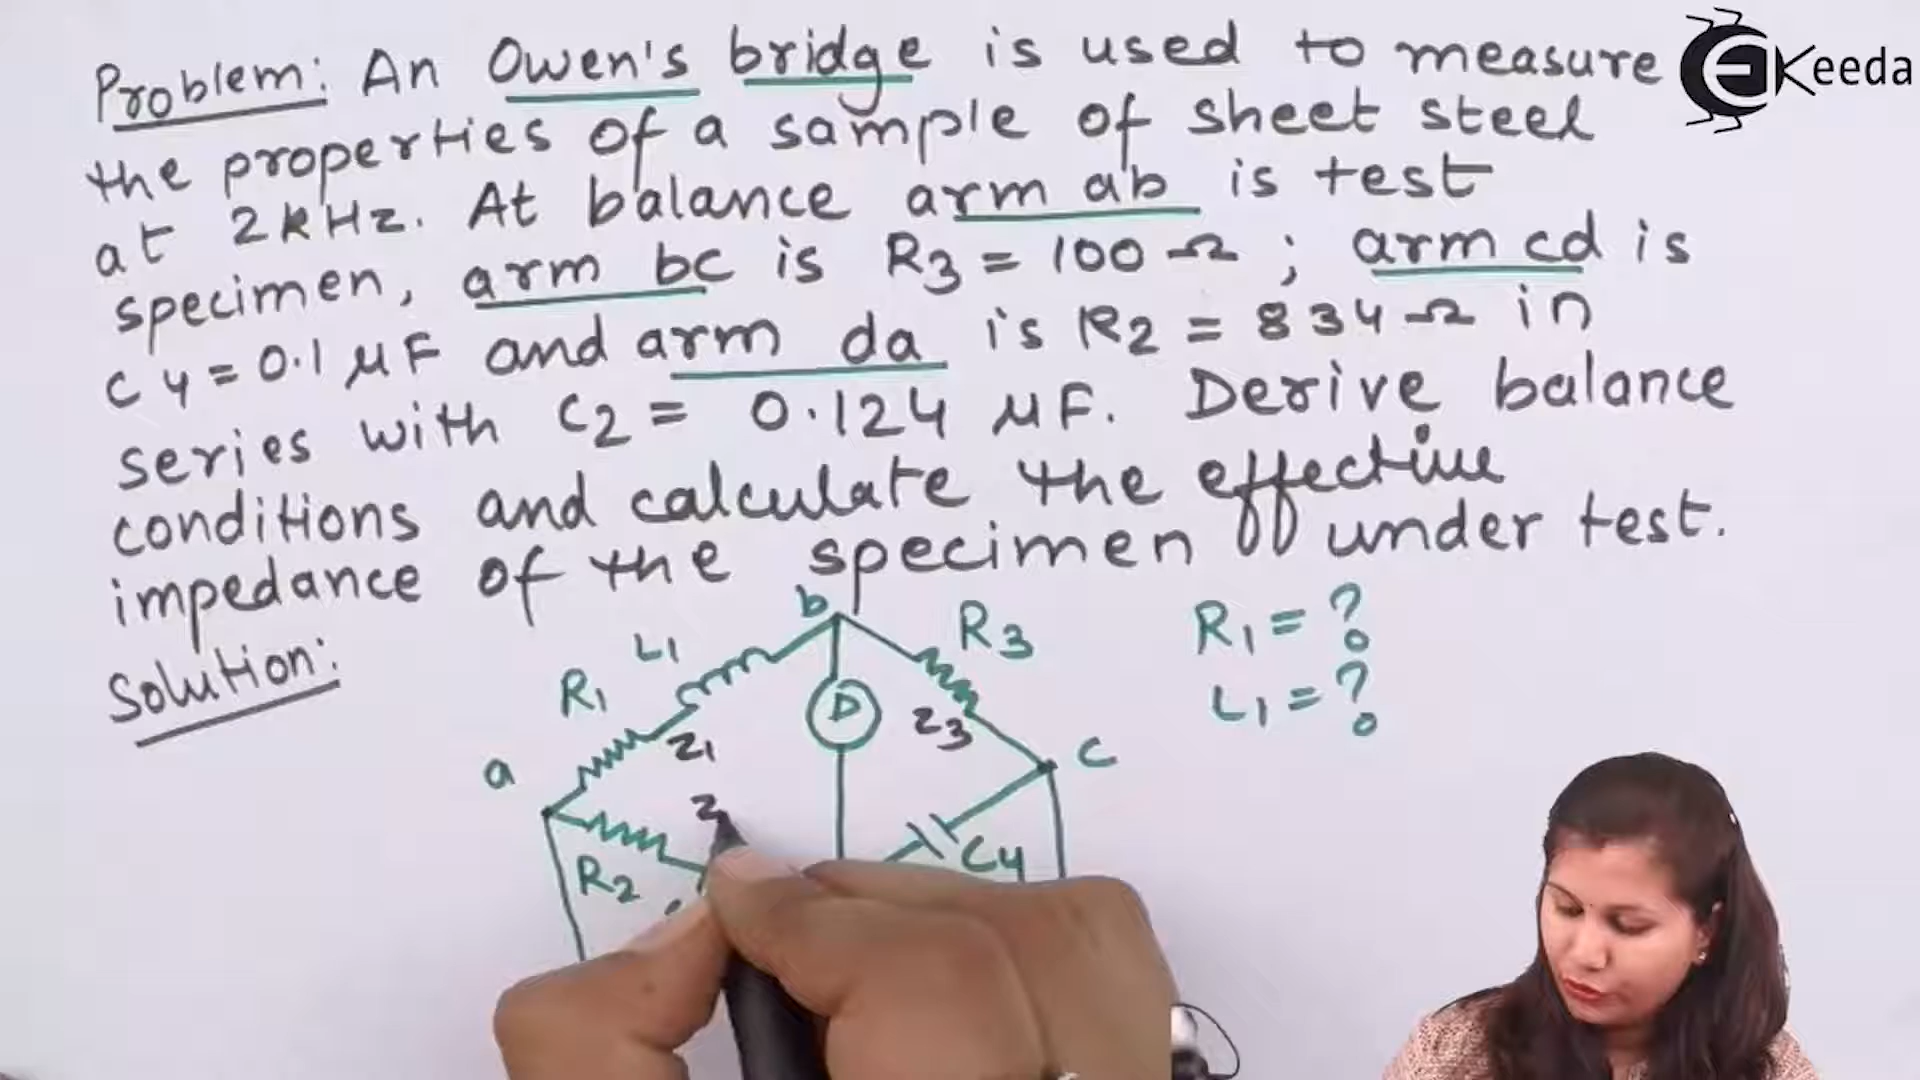 Problem: An Owen's bridge is used to measure
EKeeda
the properties of a sample of sheet steel
at 2kHz. At balance arm ab is test
specimen, arm bc is R3 = 100 Ω ; arm cd is
C4 = 0.1 μF and arm da is R2 = 834 Ω in
series with C2 = 0.124 μF. Derive balance
conditions and calculate the effective
impedance of the specimen under test.
Solution:
b
L1
R3
R1 = ?
R1
D
L1 = ?
z1
z3
a
c
z
R2
C4